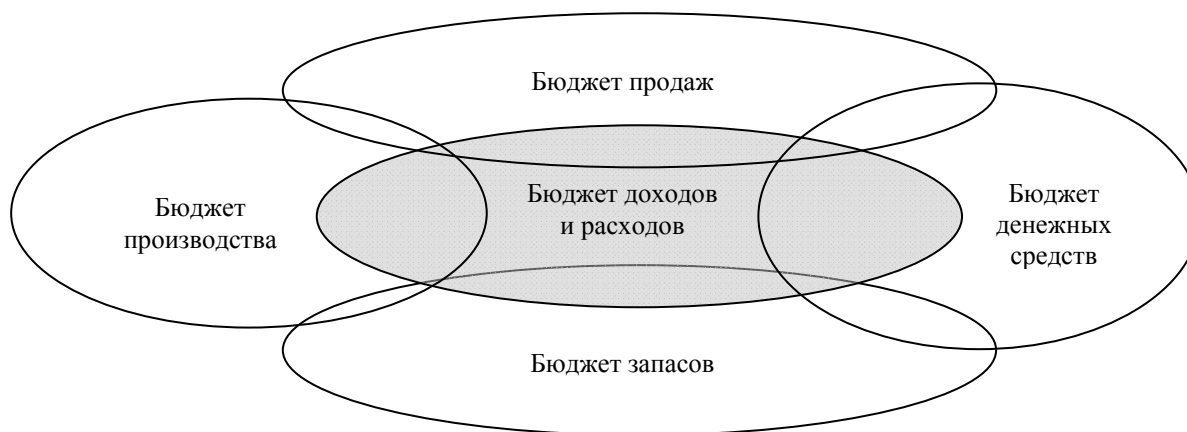 Бюджет продаж
Бюджет
производства
Бюджет доходов
и расходов
Бюджет
денежных
средств
Бюджет запасов